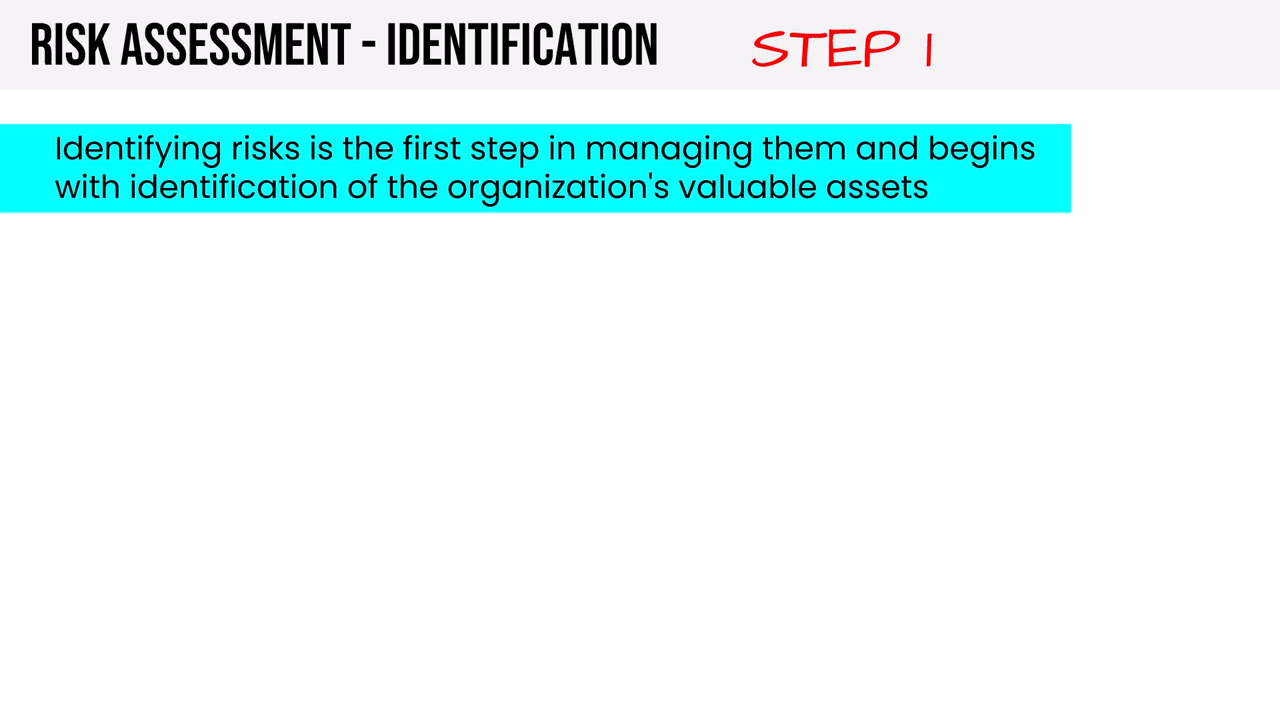 RISK ASSESSMENT - IDENTIFICATION STEP 1
Identifying risks is the first step in managing them and begins
with identification of the organization's valuable assets